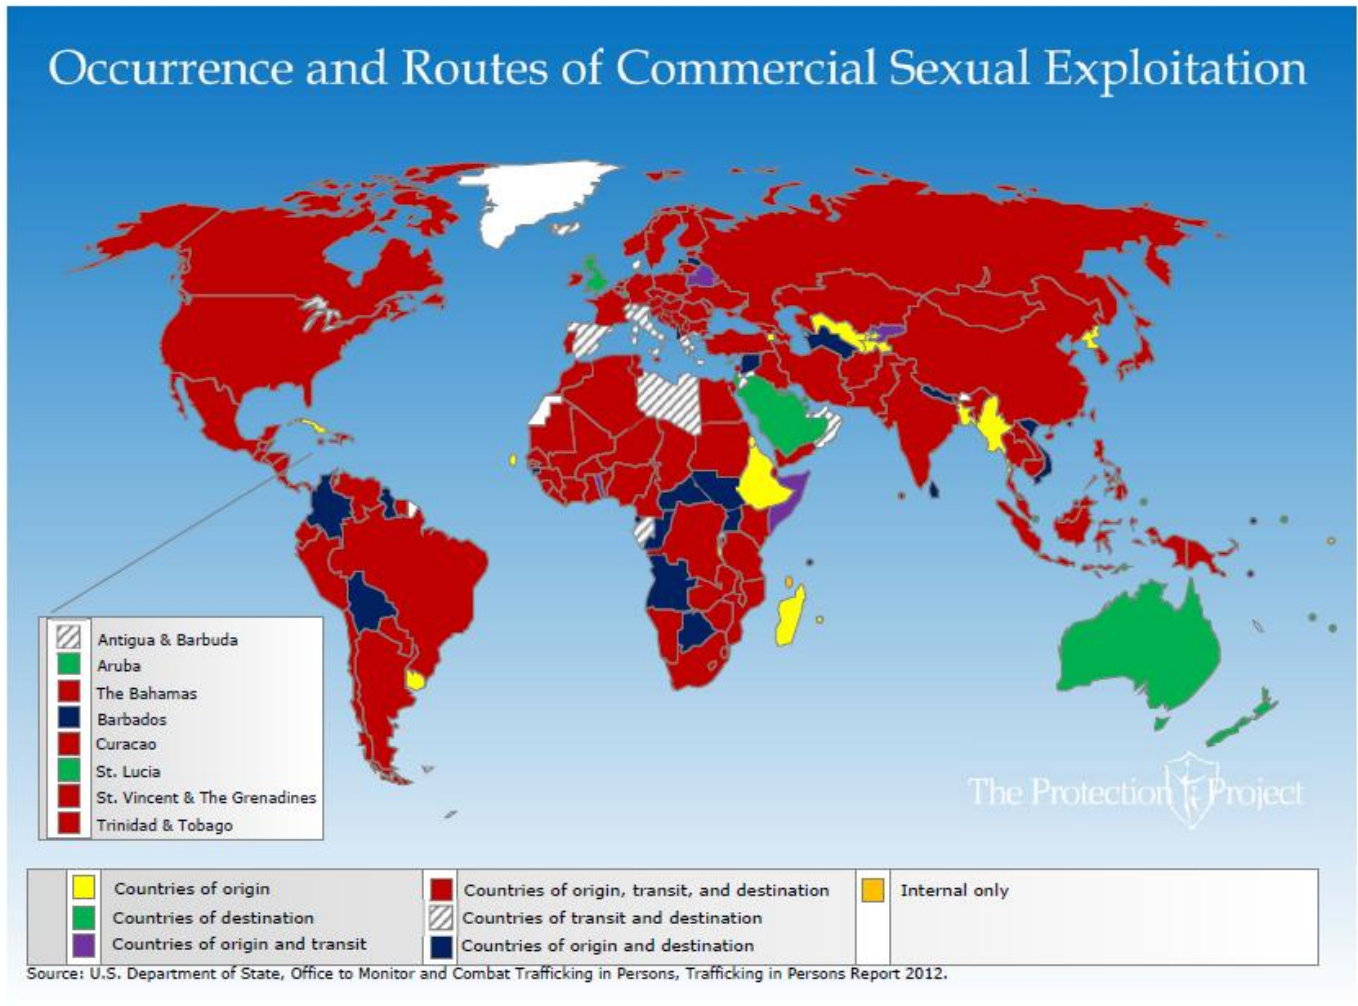 Occurrence and Routes of Commercial Sexual Exploitation
Antigua & Barbuda
Aruba
The Bahamas
Barbados
Curacao
St. Lucia
St. Vincent & The Grenadines
Trinidad & Tobago
The Protection Project
Countries of origin
Countries of destination
Countries of origin and transit
Countries of origin, transit, and destination
Countries of transit and destination
Countries of origin and destination
Internal only
Source: U.S. Department of State, Office to Monitor and Combat Trafficking in Persons, Trafficking in Persons Report 2012.